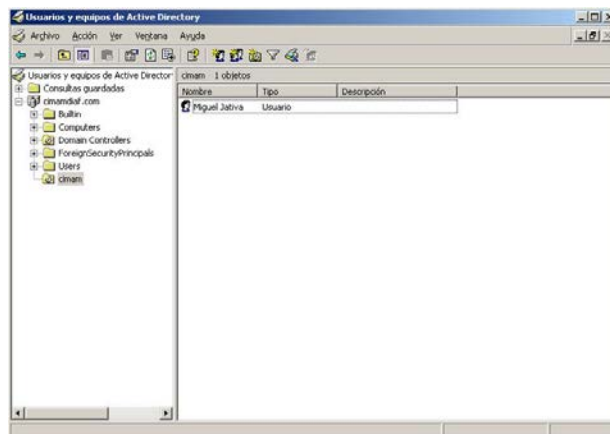 Usuarios y equipos de Active Directory
Archivo Acción Ver Ventana Ayuda
Usuarios y equipos de Active Director
Consultas guardadas
cimamdiaf.com
Builtin
Computers
Domain Controllers
ForeignSecurityPrincipals
Users
cimam
cimam 1 objetos
Nombre Tipo Descripción
Miguel Jativa Usuario